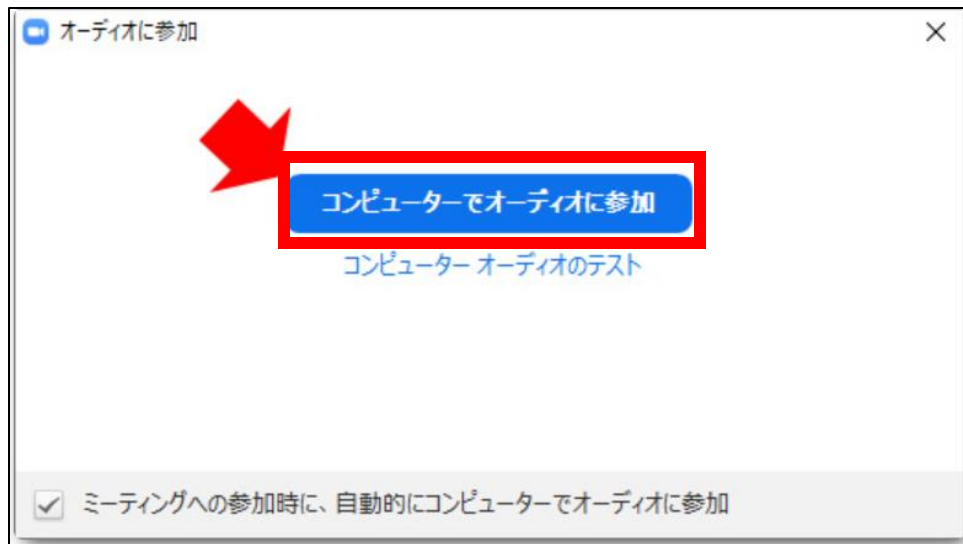 オーディオに参加
コンピューターでオーディオに参加
コンピューター オーディオのテスト
ミーティングへの参加時に、自動的にコンピューターでオーディオに参加